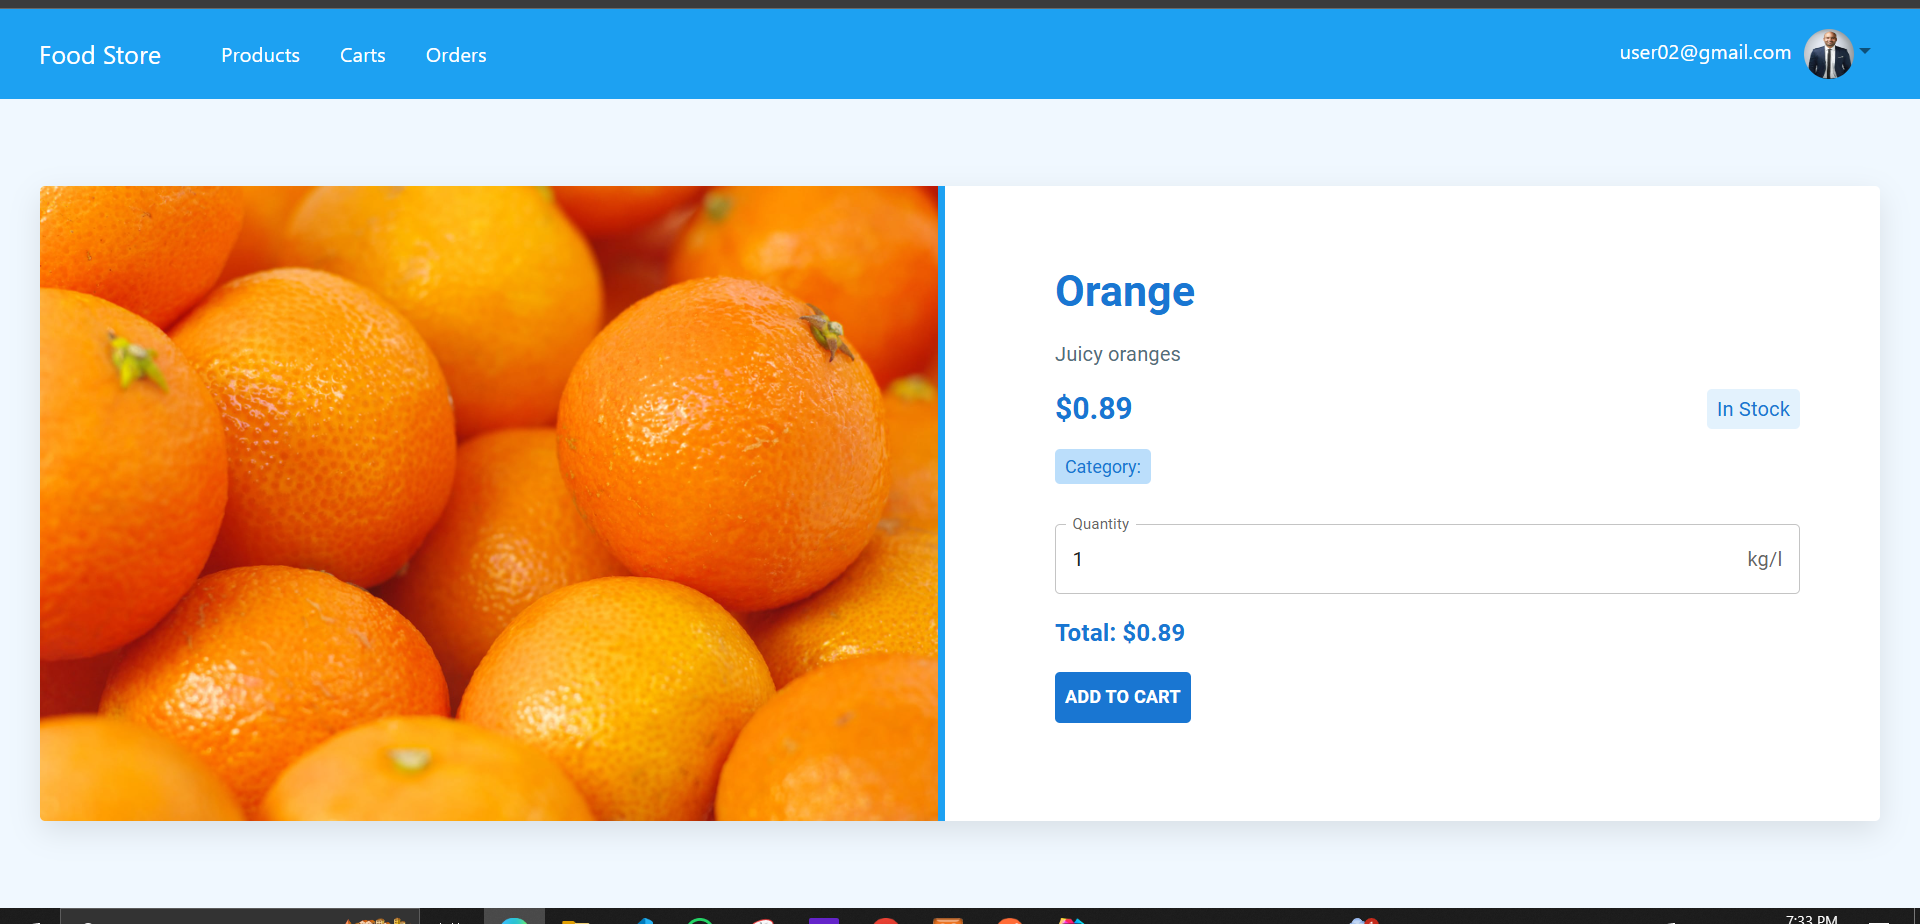 Food Store
Products
Carts
Orders
user02@gmail.com
Orange
Juicy oranges
$0.89
In Stock
Category:
Quantity
1
kg/l
Total: $0.89
ADD TO CART
7:33 PM